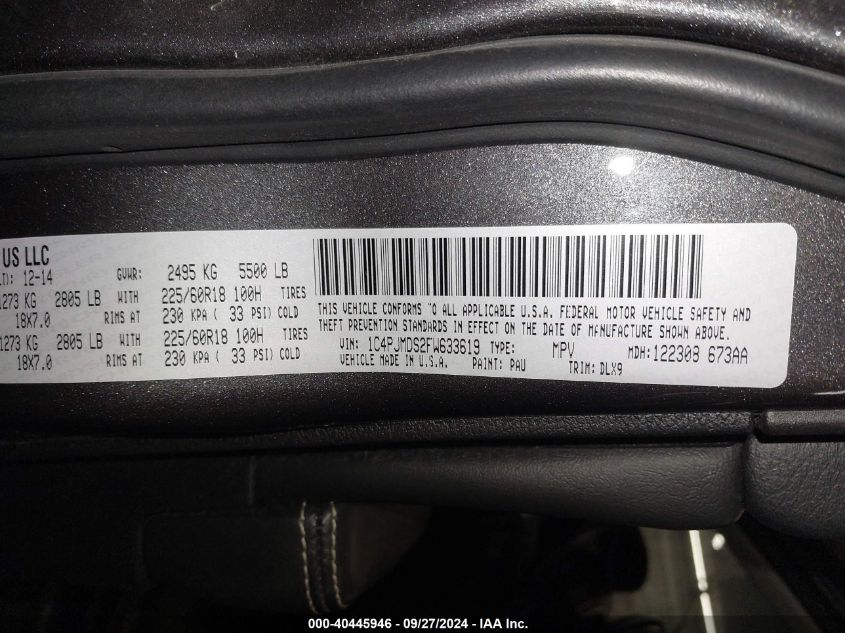 US LLC
12-14 GVWR: 2495 KG 5500 LB
1273 KG 2805 LB WITH 225/60R18 100H TIRES
18X7.0 RIMS AT 230 KPA ( 33 PSI) COLD
1273 KG 2805 LB WITH 225/60R18 100H TIRES
18X7.0 RIMS AT 230 KPA ( 33 PSI) COLD
THIS VEHICLE CONFORMS TO ALL APPLICABLE U.S.A. FEDERAL MOTOR VEHICLE SAFETY AND
THEFT PREVENTION STANDARDS IN EFFECT ON THE DATE OF MANUFACTURE SHOWN ABOVE.
VIN: 1C4PJMDS2FW633619 TYPE: MPV MDH: 122308 673AA
VEHICLE MADE IN U.S.A. PAINT: PAU TRIM: DLX9
000-40445946 - 09/27/2024 - IAA Inc.